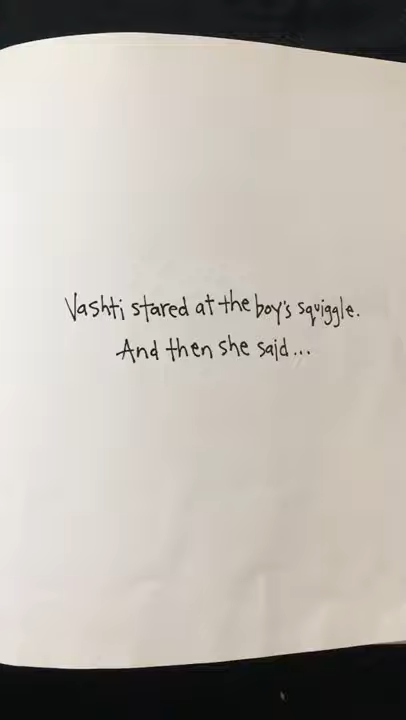 Vashti stared at the boy's squiggle.
And then she said...